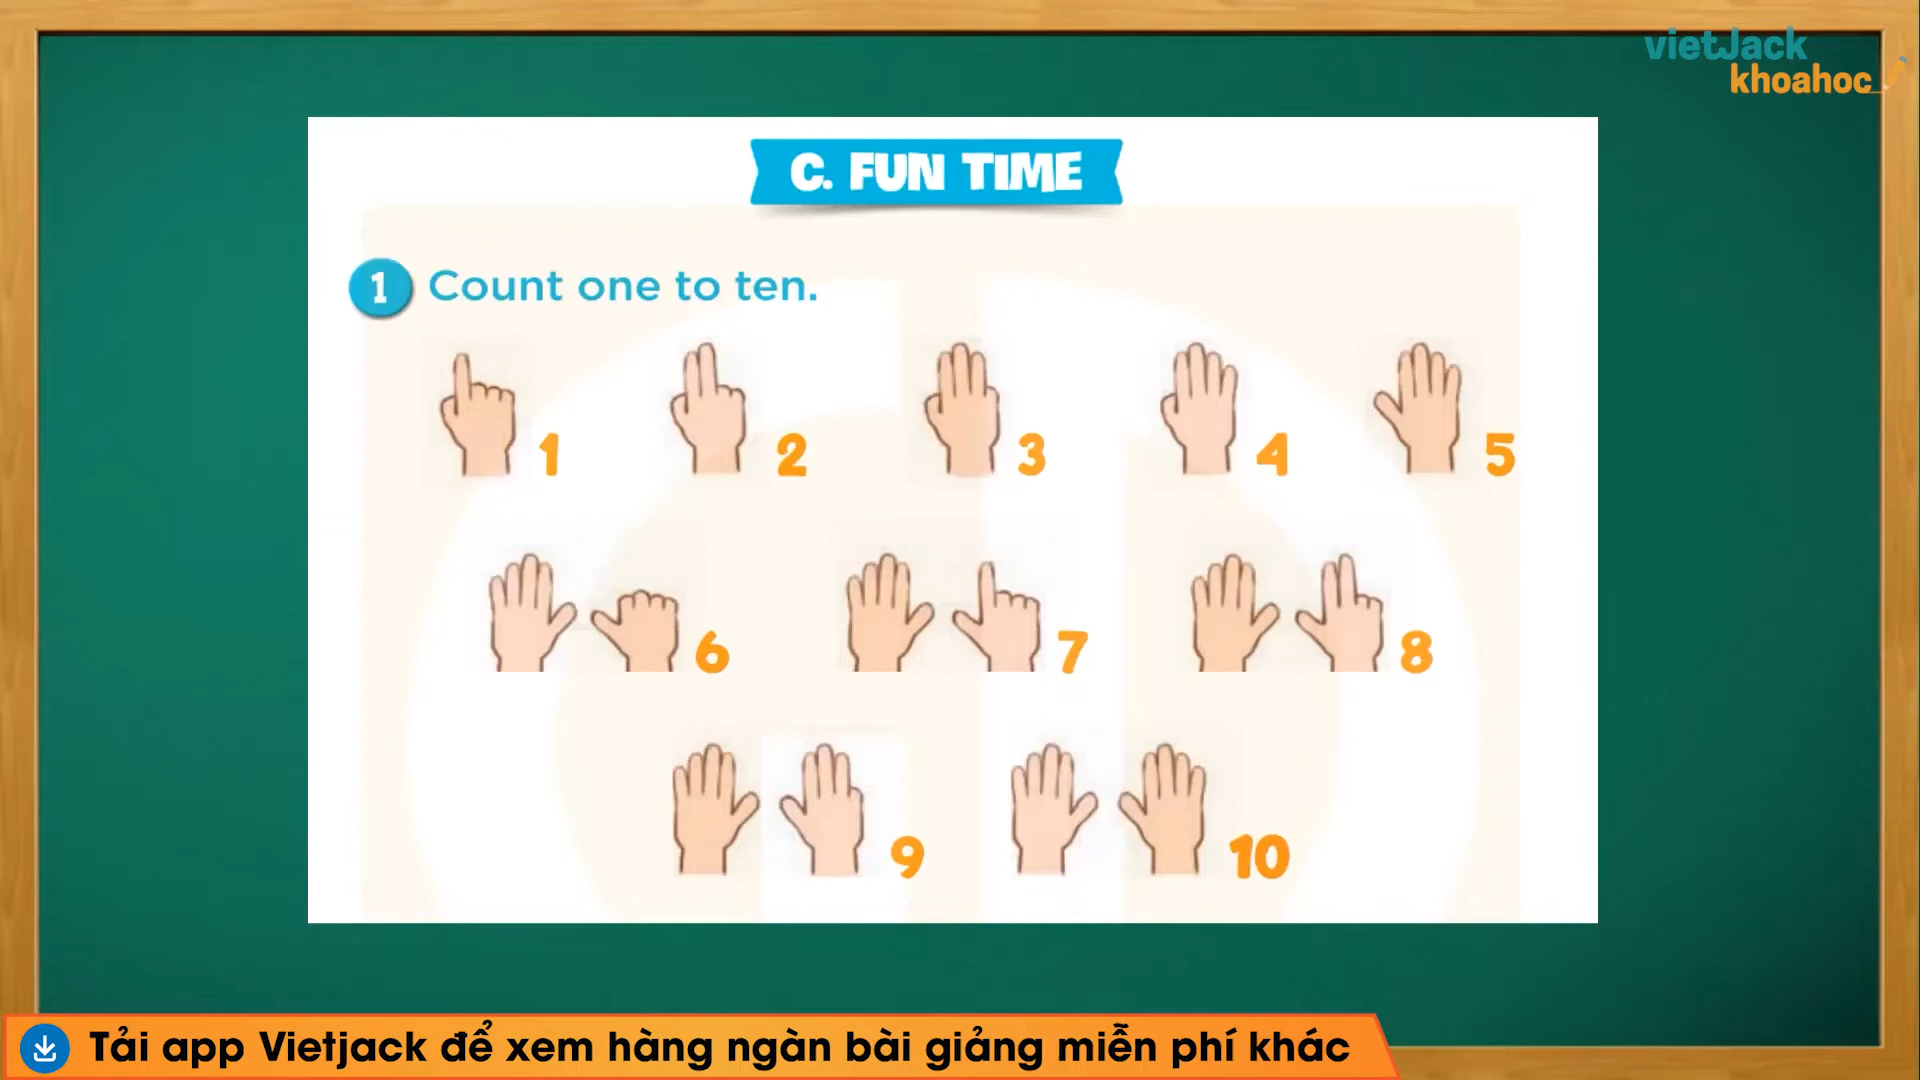 vietJack
khoahoc
C. FUN TIME
1 Count one to ten.
1 2 3 4 5
6 7 8
9 10
Tải app Vietjack để xem hàng ngàn bài giảng miễn phí khác